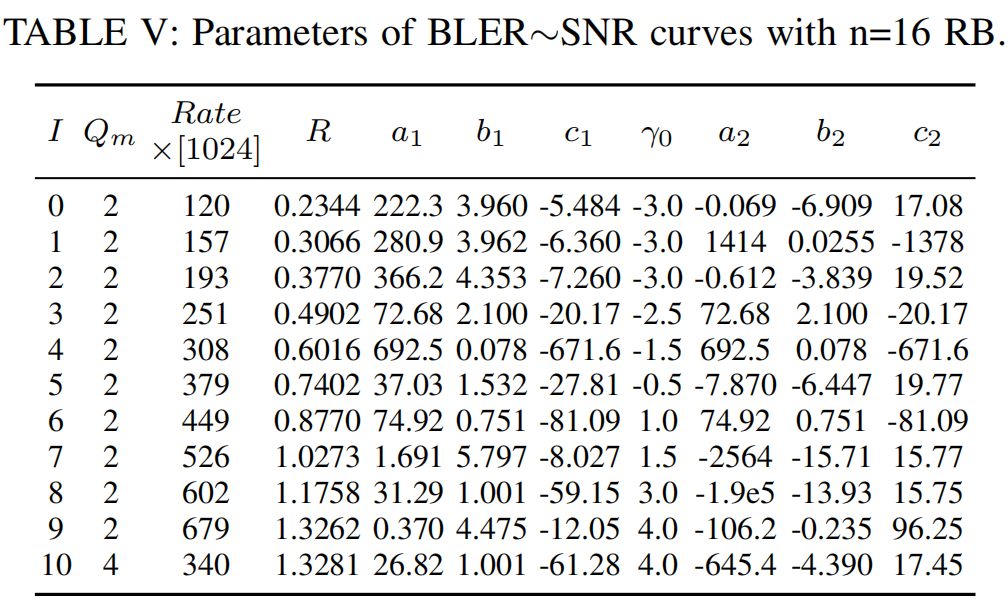 TABLE V: Parameters of BLER∼SNR curves with n=16 RB.
I Qm Rate ×[1024] R a1 b1 c1 γ0 a2 b2 c2
0 2 120 0.2344 222.3 3.960 -5.484 -3.0 -0.069 -6.909 17.08
1 2 157 0.3066 280.9 3.962 -6.360 -3.0 1414 0.0255 -1378
2 2 193 0.3770 366.2 4.353 -7.260 -3.0 -0.612 -3.839 19.52
3 2 251 0.4902 72.68 2.100 -20.17 -2.5 72.68 2.100 -20.17
4 2 308 0.6016 692.5 0.078 -671.6 -1.5 692.5 0.078 -671.6
5 2 379 0.7402 37.03 1.532 -27.81 -0.5 -7.870 -6.447 19.77
6 2 449 0.8770 74.92 0.751 -81.09 1.0 74.92 0.751 -81.09
7 2 526 1.0273 1.691 5.797 -8.027 1.5 -2564 -15.71 15.77
8 2 602 1.1758 31.29 1.001 -59.15 3.0 -1.9e5 -13.93 15.75
9 2 679 1.3262 0.370 4.475 -12.05 4.0 -106.2 -0.235 96.25
10 4 340 1.3281 26.82 1.001 -61.28 4.0 -645.4 -4.390 17.45